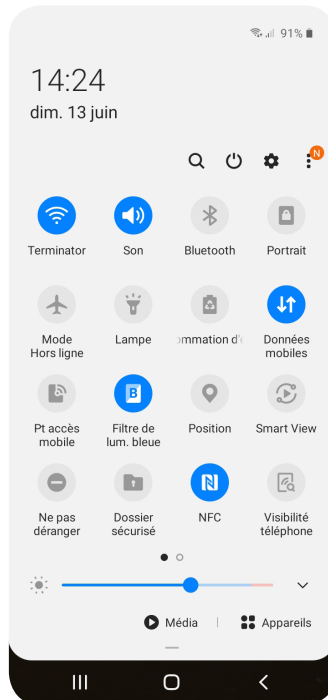 91%
14:24
dim. 13 juin
N
Terminator Son Bluetooth Portrait
Mode Hors ligne Lampe ommation d' Données mobiles
Pt accès mobile Filtre de lum. bleue Position Smart View
Ne pas déranger Dossier sécurisé NFC Visibilité téléphone
Média | Appareils